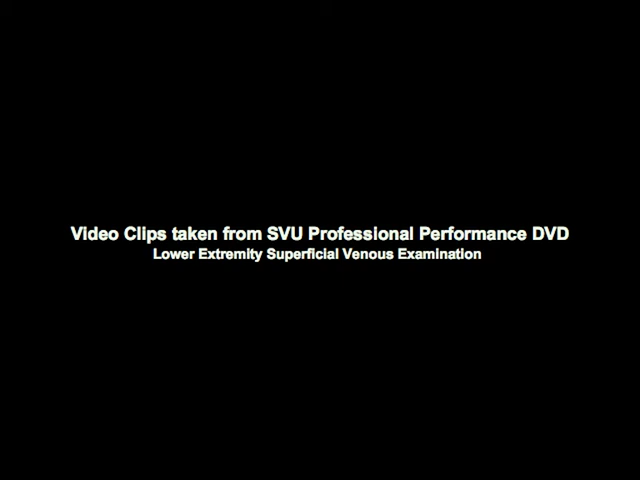 Video Clips taken from SVU Professional Performance DVD
Lower Extremity Superficial Venous Examination